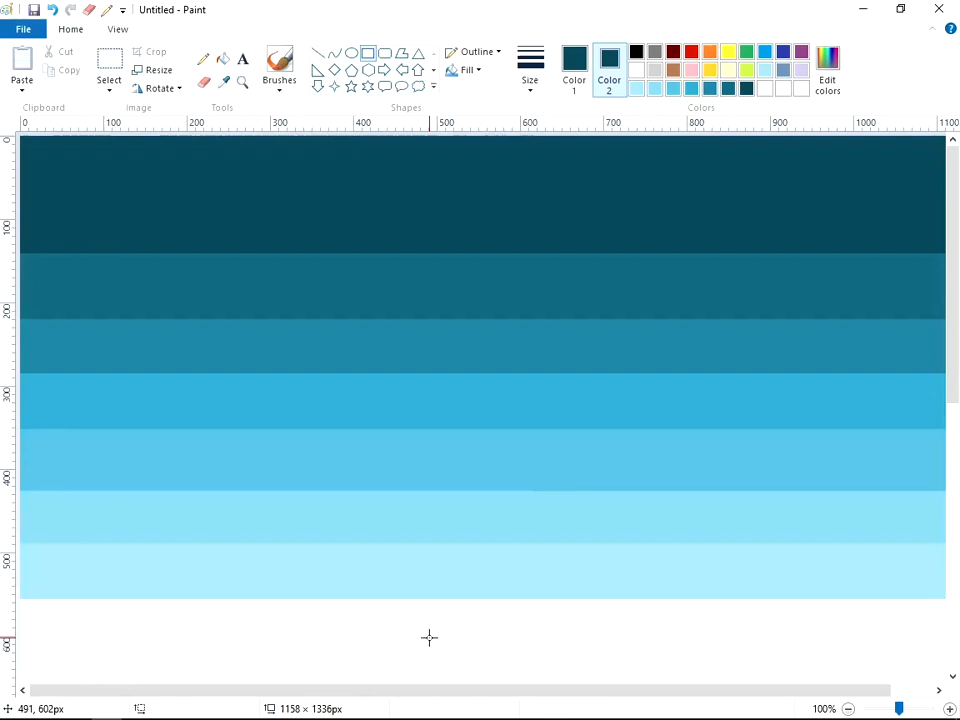 Untitled - Paint
File Home View
Paste Cut Copy Select Crop Resize Rotate A Brushes Outline Fill Size Color 1 Color 2 Edit colors
Clipboard Image Tools Shapes Colors
0 100 200 300 400 500 600 700 800 900 1000 1100
0
100
200
300
400
500
600
491, 602px 1158 × 1336px 100%